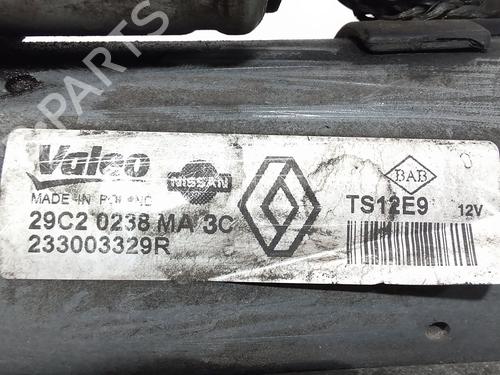 Valeo
NISSAN
BAB
MADE IN POLAND
29C2 0238 MA 3C
TS12E9 12V
233003329R
PARTS